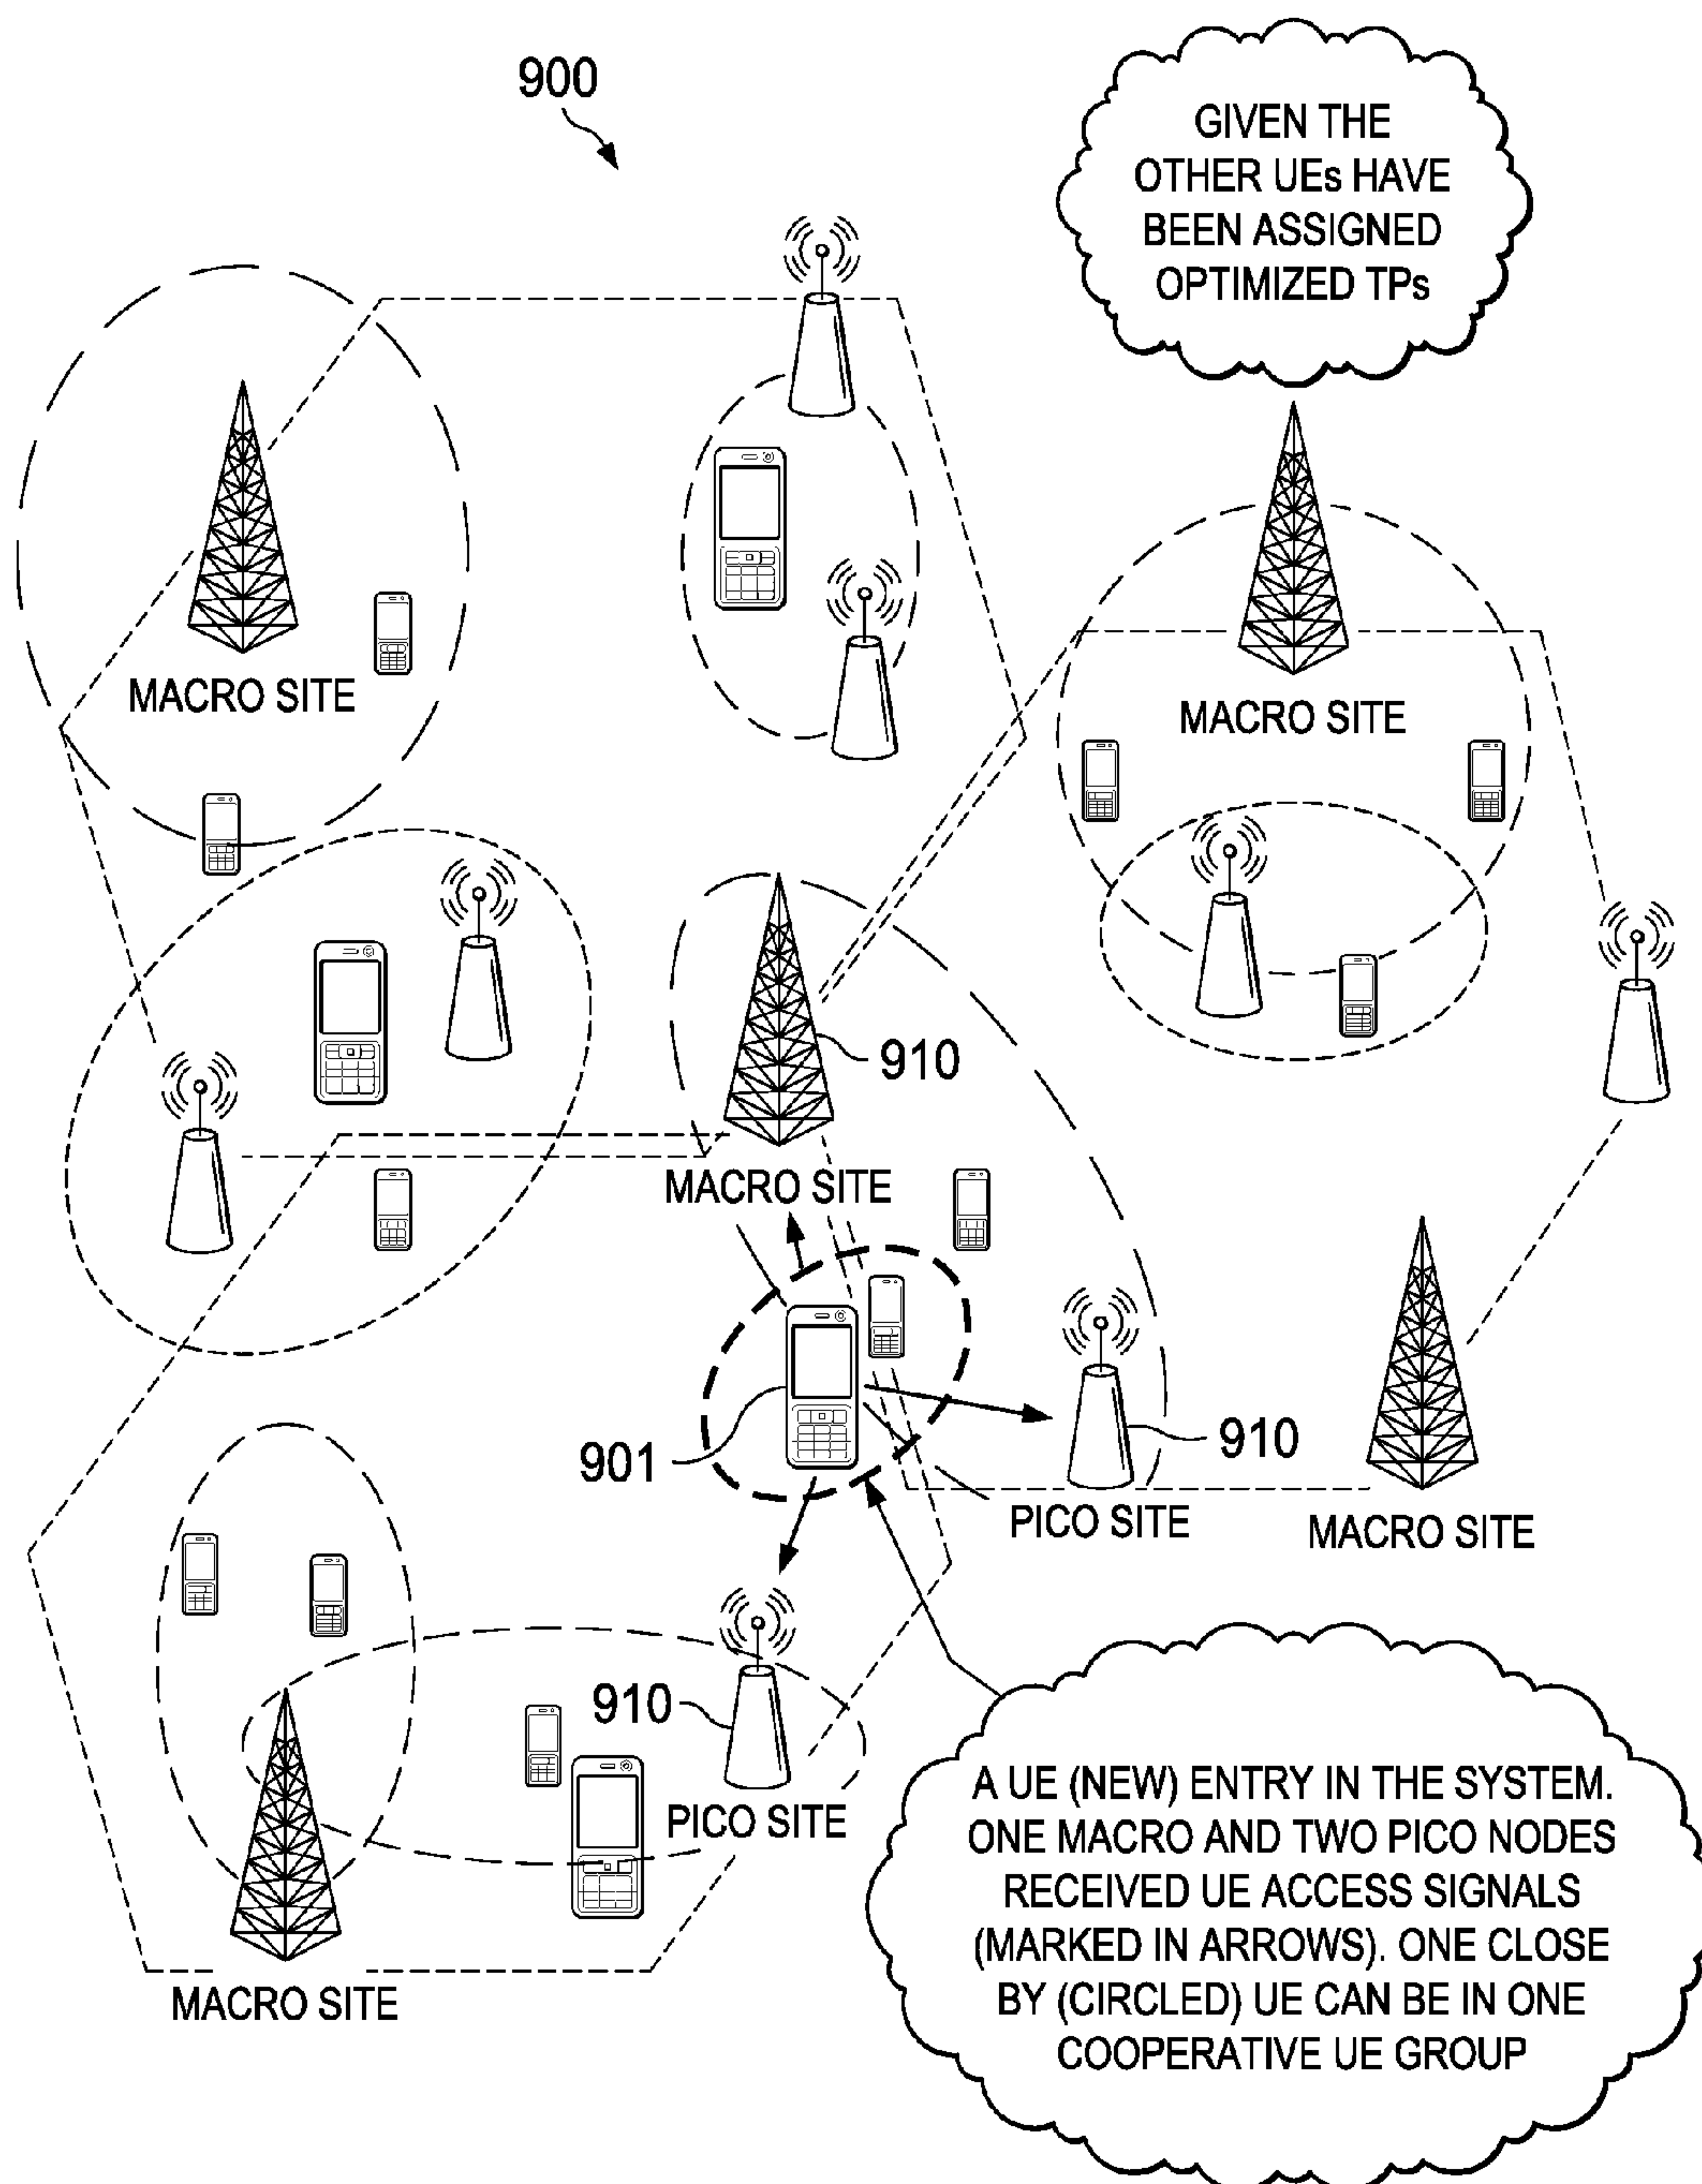 900
GIVEN THE
OTHER UEs HAVE
BEEN ASSIGNED
OPTIMIZED TPs
MACRO SITE
MACRO SITE
910
MACRO SITE
901
910
PICO SITE
MACRO SITE
910
PICO SITE
MACRO SITE
A UE (NEW) ENTRY IN THE SYSTEM.
ONE MACRO AND TWO PICO NODES
RECEIVED UE ACCESS SIGNALS
(MARKED IN ARROWS). ONE CLOSE
BY (CIRCLED) UE CAN BE IN ONE
COOPERATIVE UE GROUP